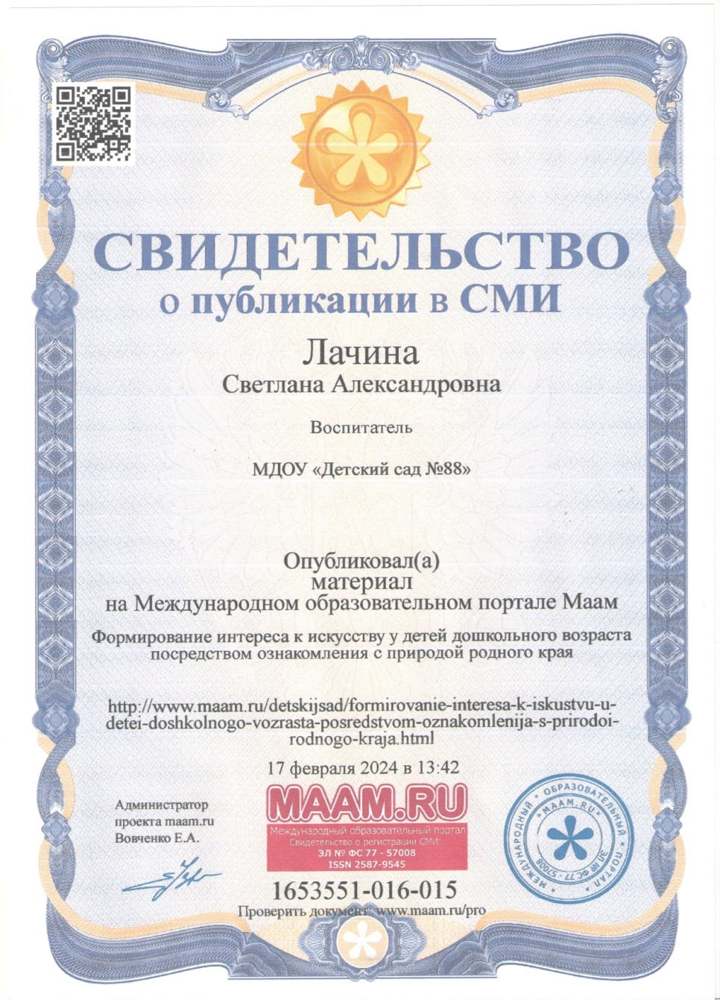 СВИДЕТЕЛЬСТВО
о публикации в СМИ
Лачина
Светлана Александровна
Воспитатель
МДОУ «Детский сад №88»
Опубликовал(а)
материал
на Международном образовательном портале Маам
Формирование интереса к искусству у детей дошкольного возраста
посредством ознакомления с природой родного края
http://www.maam.ru/detskijsad/formirovanie-interesa-k-iskustvu-u-
detei-doshkolnogo-vozrasta-posredstvom-oznakomlenija-s-prirodoi-
rodnogo-kraja.html
17 февраля 2024 в 13:42
Администратор
проекта maam.ru
Вовченко Е.А.
MAAM.RU
Международный образовательный портал
Свидетельство о регистрации СМИ:
ЭЛ № ФС 77 - 57008
ISSN 2587-9545
МЕЖДУНАРОДНЫЙ * ОБРАЗОВАТЕЛЬНЫЙ * ПОРТАЛ *
* МААМ.RU *
ЭЛ № ФС 77 - 57008
1653551-016-015
Проверить документ: www.maam.ru/pro